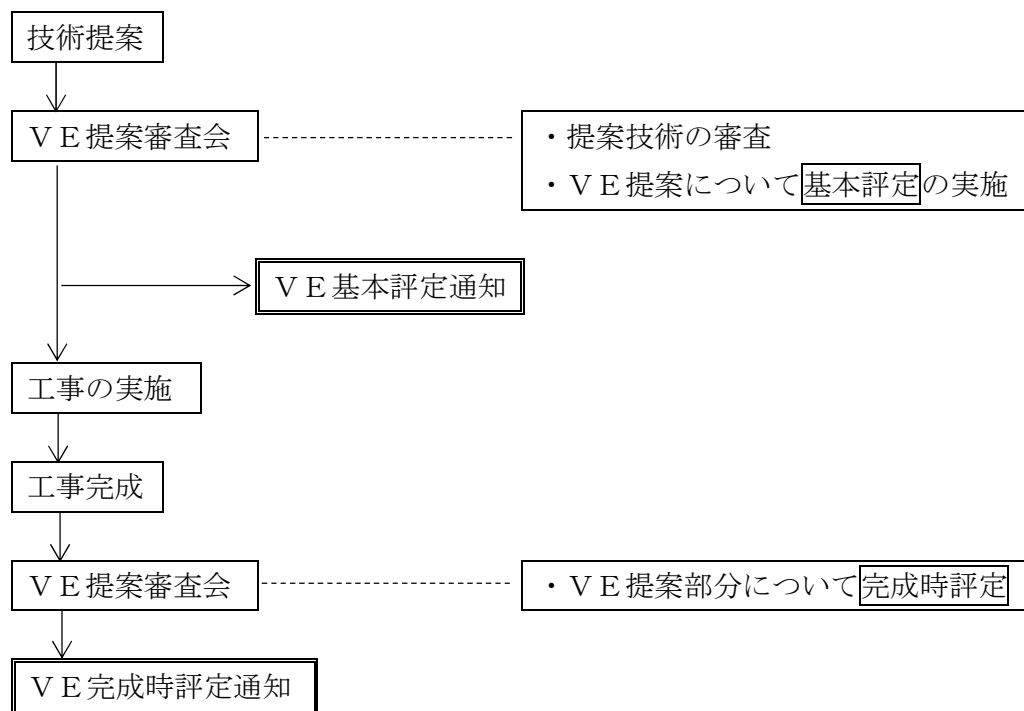 技術提案
ＶＥ提案審査会
・提案技術の審査
・ＶＥ提案について基本評定の実施
ＶＥ基本評定通知
工事の実施
工事完成
ＶＥ提案審査会
・ＶＥ提案部分について完成時評定
ＶＥ完成時評定通知